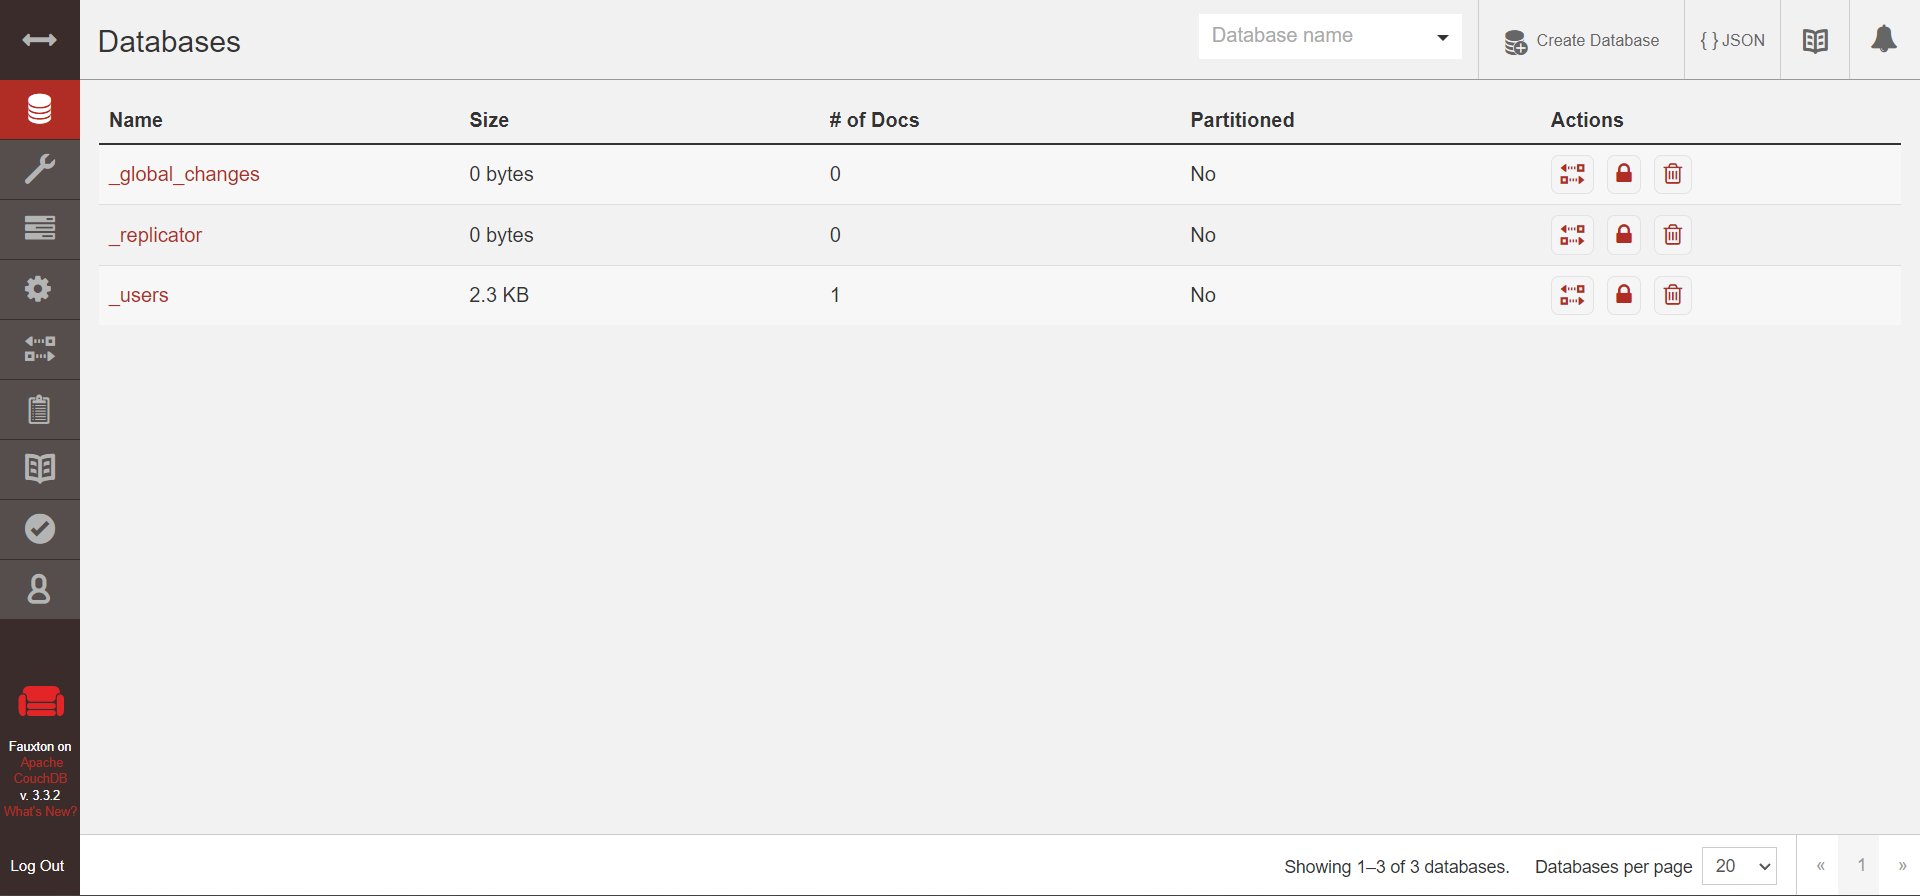 Databases
Database name
Create Database
{ } JSON
Name Size # of Docs Partitioned Actions
_global_changes 0 bytes 0 No
_replicator 0 bytes 0 No
_users 2.3 KB 1 No
Fauxton on
Apache
CouchDB
v. 3.3.2
What's New?
Log Out
Showing 1–3 of 3 databases. Databases per page 20 « 1 »